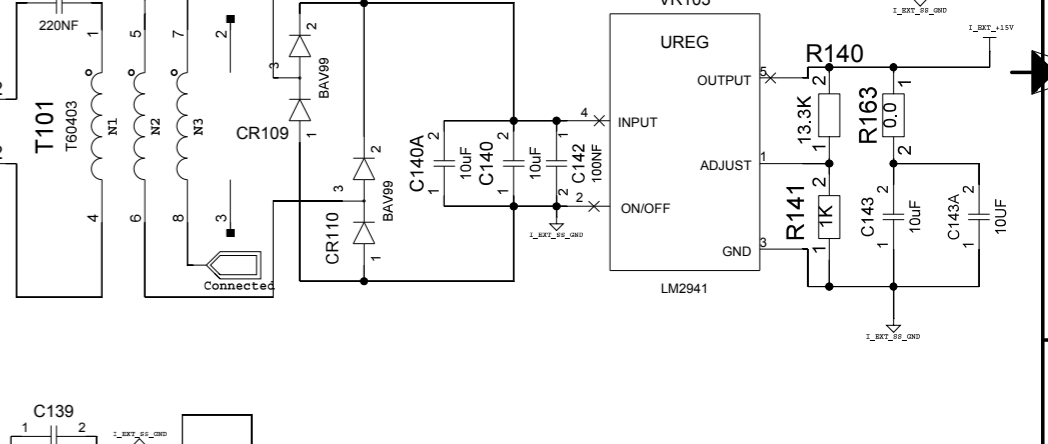 220NF
1
5
7
2
T101
T60403
N1
N2
N3
4
6
8
3
Connected
2
3
1
BAV99
CR109
2
3
1
BAV99
CR110
C140A
2
1
10uF
C140
2
1
10uF
C142
100NF
1
2
I_EXT_SS_GND
4
2
VR103
UREG
INPUT
ON/OFF
OUTPUT
ADJUST
GND
LM2941
5
1
3
R140
13.3K
2
1
R141
1K
2
1
R163
0.0
1
2
C143
10uF
2
1
C143A
10UF
2
1
I_EXT_SS_GND
I_EXT_+15V
I_EXT_SS_GND
C139
1
2
I_EXT_SS_GND